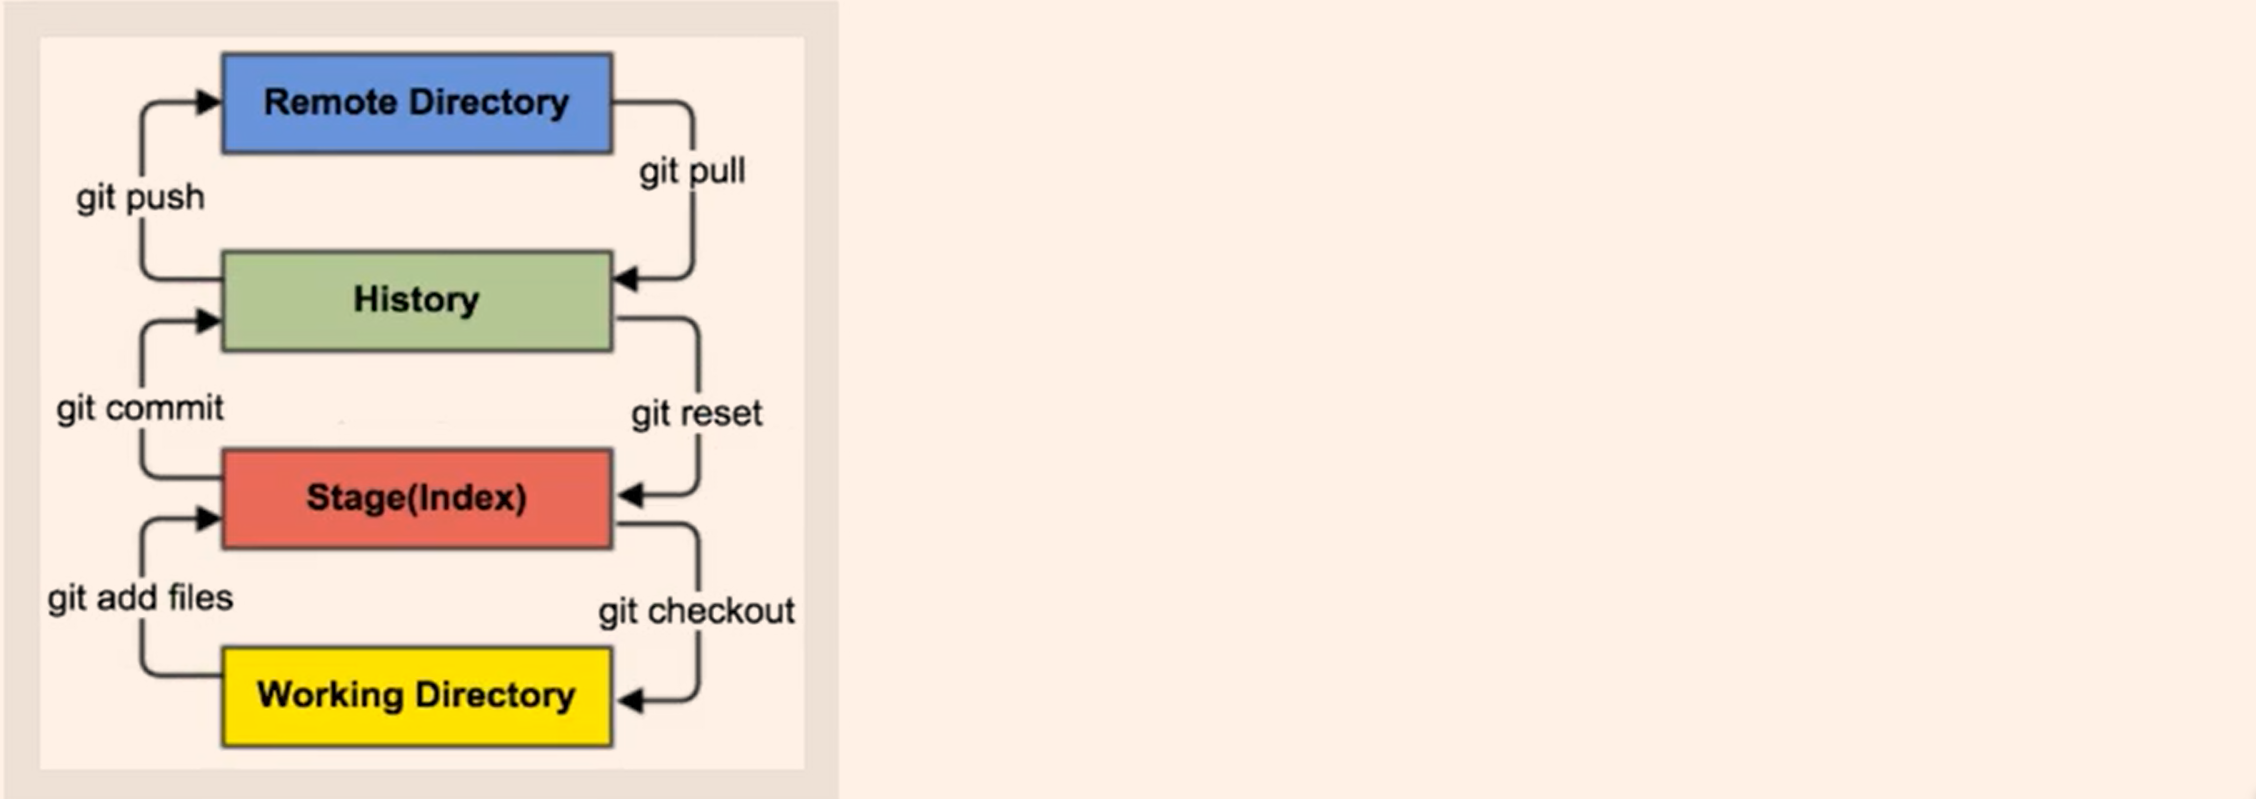 Remote Directory
git pull
git push
History
git commit
git reset
Stage(Index)
git add files
git checkout
Working Directory